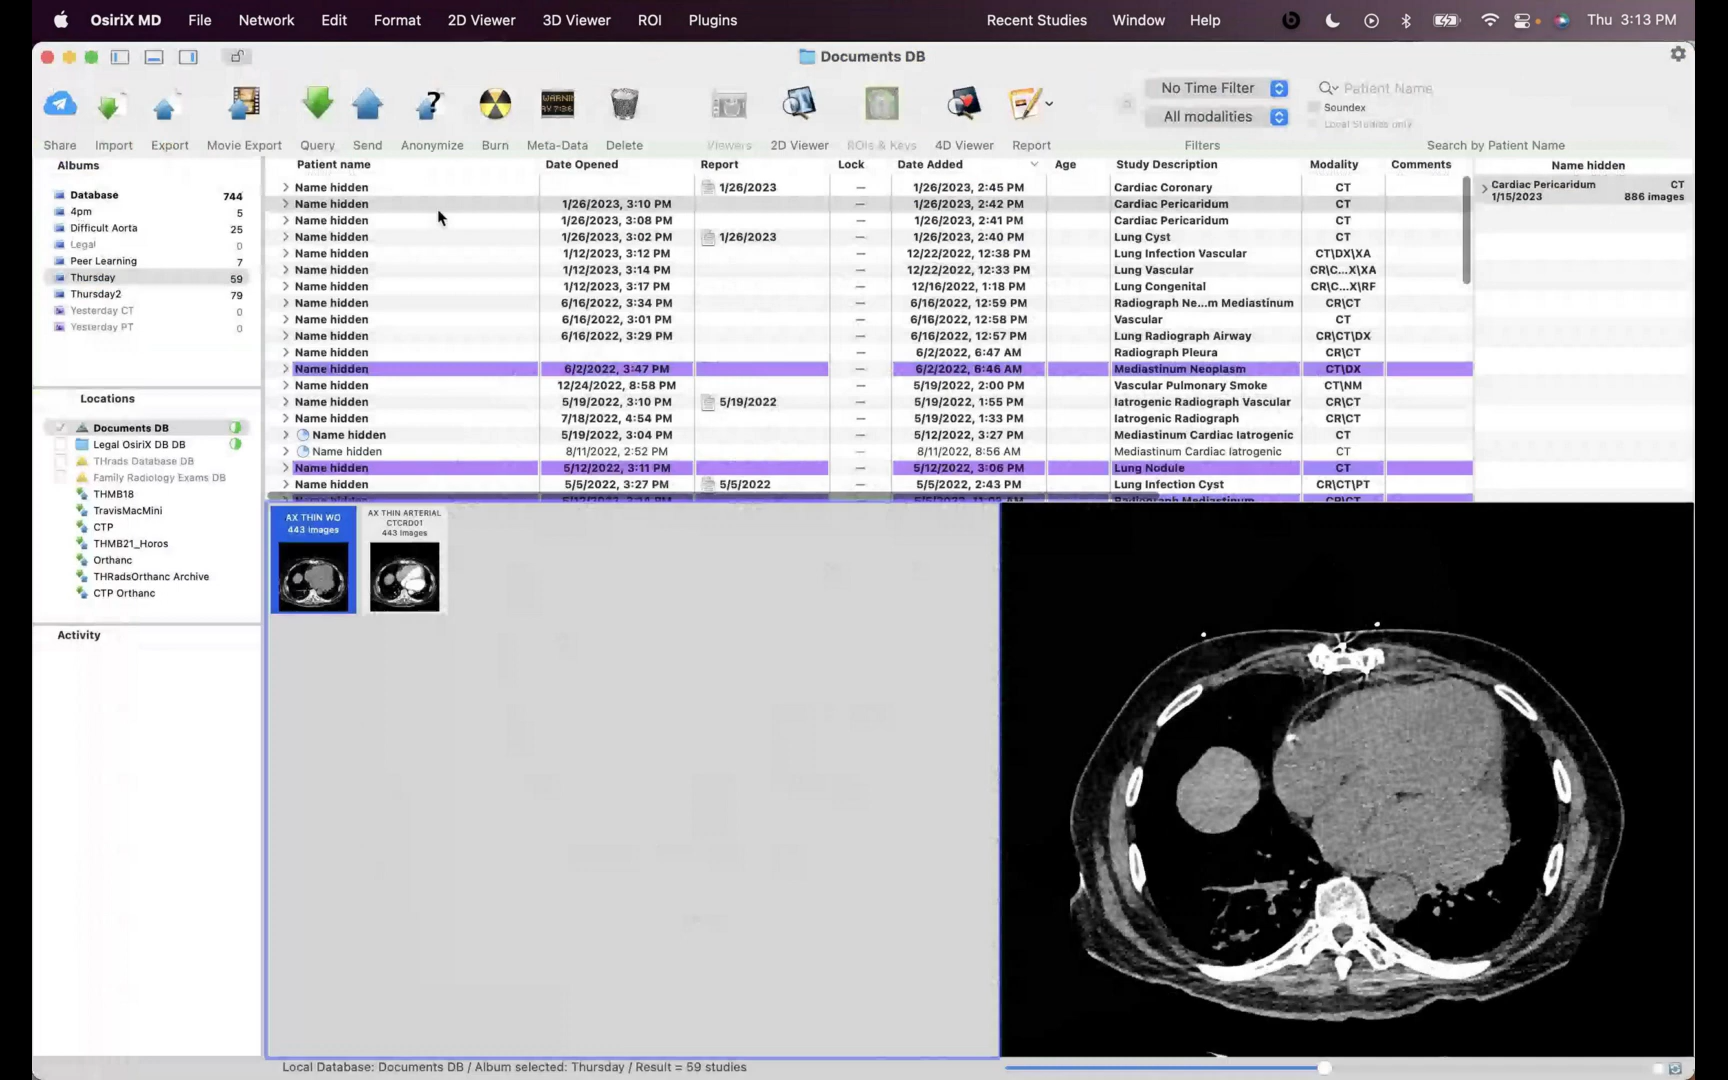 OsiriX MD File Network Edit Format 2D Viewer 3D Viewer ROI Plugins Recent Studies Window Help Thu 3:13 PM
Documents DB
No Time Filter Patient Name
Soundex
All modalities Local Studies only
Share Import Export Movie Export Query Send Anonymize Burn Meta-Data Delete Viewers 2D Viewer ROIs & Keys 4D Viewer Report Filters Search by Patient Name
Albums
Database 744
4pm 5
Difficult Aorta 25
Legal 0
Peer Learning 7
Thursday 59
Thursday2 79
Yesterday CT 0
Yesterday PT 0
Locations
Documents DB
Legal OsiriX DB DB
THrads Database DB
Family Radiology Exams DB
THMB18
TravisMacMini
CTP
THMB21_Horos
Orthanc
THRadsOrthanc Archive
CTP Orthanc
Activity
Patient name Date Opened Report Lock Date Added Age Study Description Modality Comments
Name hidden 1/26/2023 — 1/26/2023, 2:45 PM Cardiac Coronary CT
Name hidden 1/26/2023, 3:10 PM — 1/26/2023, 2:42 PM Cardiac Pericaridum CT
Name hidden 1/26/2023, 3:08 PM — 1/26/2023, 2:41 PM Cardiac Pericaridum CT
Name hidden 1/26/2023, 3:02 PM 1/26/2023 — 1/26/2023, 2:40 PM Lung Cyst CT
Name hidden 1/12/2023, 3:12 PM — 12/22/2022, 12:38 PM Lung Infection Vascular CT\DX\XA
Name hidden 1/12/2023, 3:14 PM — 12/22/2022, 12:33 PM Lung Vascular CR\C...X\XA
Name hidden 1/12/2023, 3:17 PM — 12/16/2022, 1:18 PM Lung Congenital CR\C...X\RF
Name hidden 6/16/2022, 3:34 PM — 6/16/2022, 12:59 PM Radiograph Ne...m Mediastinum CR\CT
Name hidden 6/16/2022, 3:01 PM — 6/16/2022, 12:58 PM Vascular CT
Name hidden 6/16/2022, 3:29 PM — 6/16/2022, 12:57 PM Lung Radiograph Airway CR\CT\DX
Name hidden — 6/2/2022, 6:47 AM Radiograph Pleura CR\CT
Name hidden 6/2/2022, 3:47 PM — 6/2/2022, 6:46 AM Mediastinum Neoplasm CT\DX
Name hidden 12/24/2022, 8:58 PM — 5/19/2022, 2:00 PM Vascular Pulmonary Smoke CT\NM
Name hidden 5/19/2022, 3:10 PM 5/19/2022 — 5/19/2022, 1:55 PM Iatrogenic Radiograph Vascular CR\CT
Name hidden 7/18/2022, 4:54 PM — 5/19/2022, 1:33 PM Iatrogenic Radiograph CR\CT
Name hidden 5/19/2022, 3:04 PM — 5/12/2022, 3:27 PM Mediastinum Cardiac Iatrogenic CT
Name hidden 8/11/2022, 2:52 PM — 8/11/2022, 8:56 AM Mediastinum Cardiac Iatrogenic CT
Name hidden 5/12/2022, 3:11 PM — 5/12/2022, 3:06 PM Lung Nodule CT
Name hidden 5/5/2022, 3:27 PM 5/5/2022 — 5/5/2022, 2:43 PM Lung Infection Cyst CR\CT\PT
Name hidden
Cardiac Pericaridum CT
1/15/2023 886 images
AX THIN WO
443 Images
AX THIN ARTERIAL
CTCRD01
443 Images
Local Database: Documents DB / Album selected: Thursday / Result = 59 studies